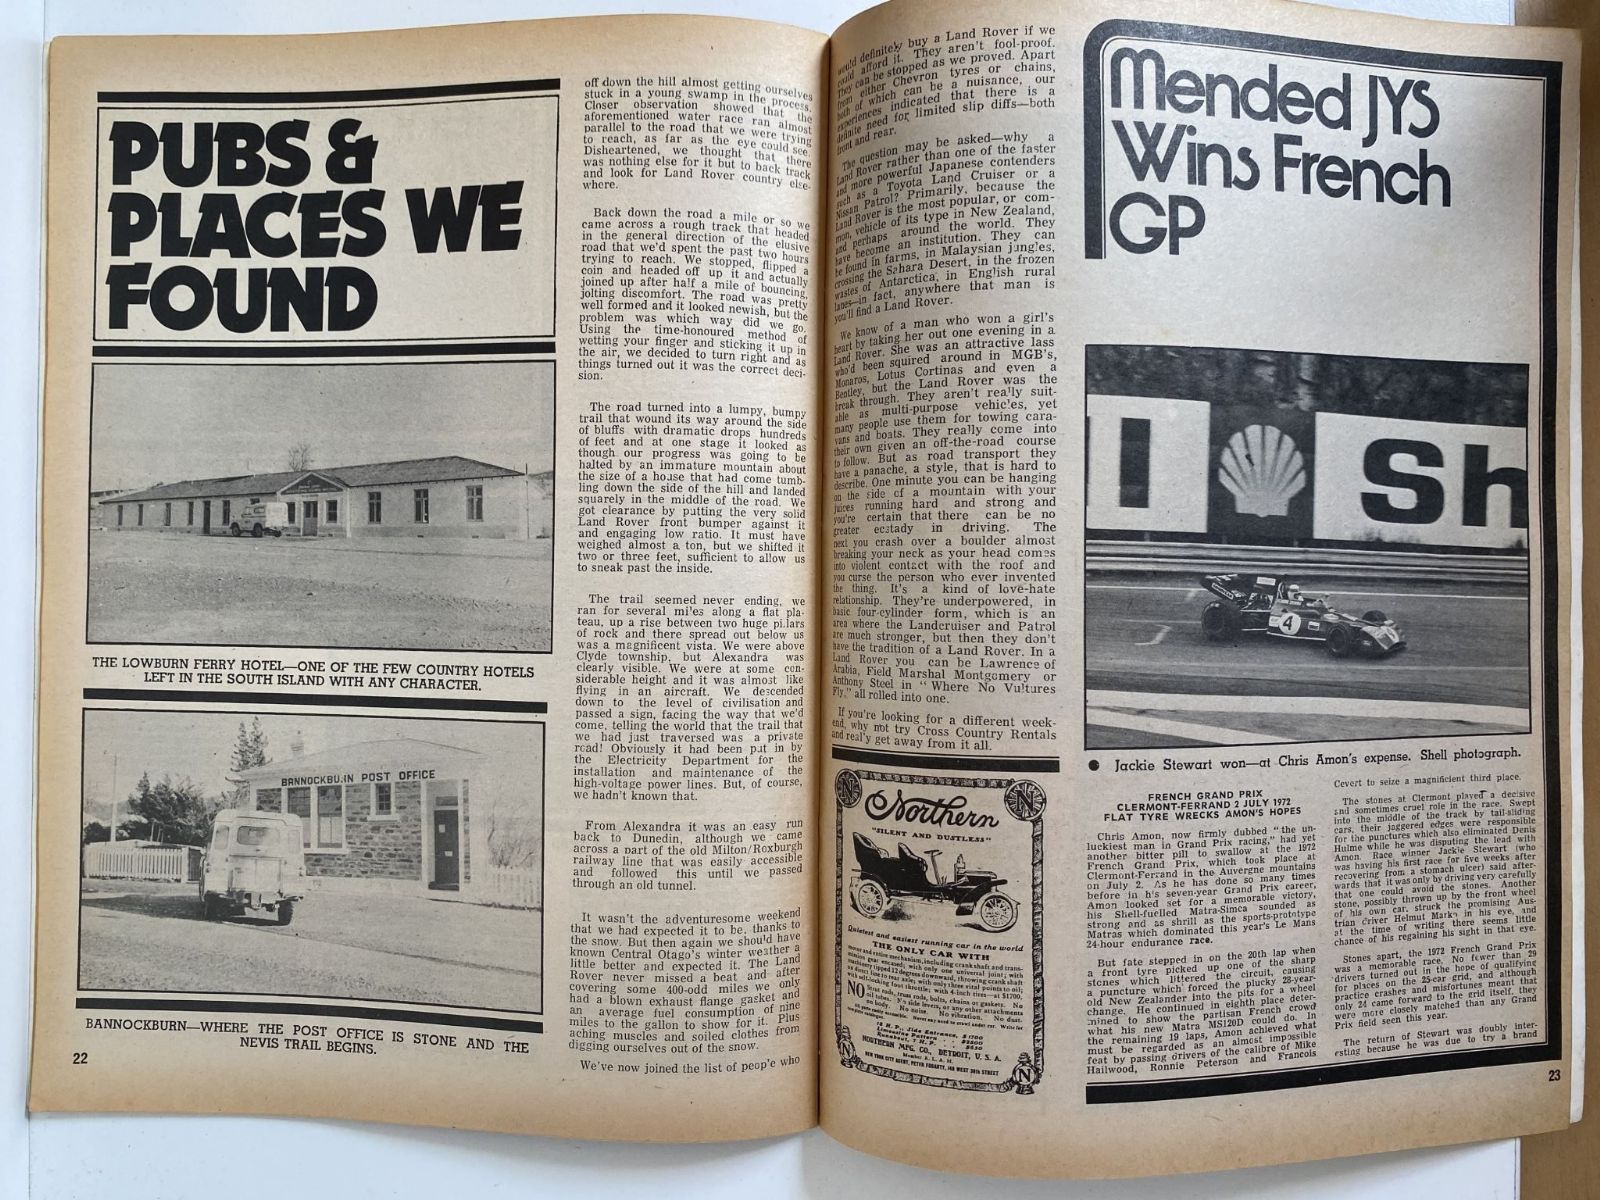 PUBS &
PLACES WE
FOUND
THE LOWBURN FERRY HOTEL—ONE OF THE FEW COUNTRY HOTELS
LEFT IN THE SOUTH ISLAND WITH ANY CHARACTER.
BANNOCKBU.IN POST OFFICE
BANNOCKBURN—WHERE THE POST OFFICE IS STONE AND THE
NEVIS TRAIL BEGINS.
22
off down the hill almost getting ourselves
stuck in a young swamp in the process.
Closer observation showed that the
aforementioned water race ran almost
parallel to the road that we were trying
to reach, as far as the eye could see.
Disheartened, we thought that there
was nothing else for it but to back track
and look for Land Rover country else-
where.
Back down the road a mile or so we
came across a rough track that headed
in the general direction of the elusive
road that we'd spent the past two hours
trying to reach. We stopped, flipped a
coin and headed off up it and actually
joined up after half a mile of bouncing,
jolting discomfort. The road was pretty
well formed and it looked newish, but the
problem was which way did we go.
Using the time-honoured method of
wetting your finger and sticking it up in
the air, we decided to turn right and as
things turned out it was the correct deci-
sion.
The road turned into a lumpy, bumpy
trail that wound its way around the side
of bluffs with dramatic drops hundreds
of feet and at one stage it looked as
though our progress was going to be
halted by an immature mountain about
the size of a house that had come tumb-
ling down the side of the hill and landed
squarely in the middle of the road. We
got clearance by putting the very solid
Land Rover front bumper against it
and engaging low ratio. It must have
weighed almost a ton, but we shifted it
two or three feet, sufficient to allow us
to sneak past the inside.
The trail seemed never ending, we
ran for several miles along a flat pla-
teau, up a rise between two huge pillars
of rock and there spread out below us
was a magnificent vista. We were above
Clyde township, but Alexandra was
clearly visible. We were at some con-
siderable height and it was almost like
flying in an aircraft. We descended
down to the level of civilisation and
passed a sign, facing the way that we'd
come, telling the world that the trail that
we had just traversed was a private
road! Obviously it had been put in by
the Electricity Department for the
installation and maintenance of the
high-voltage power lines. But, of course,
we hadn't known that.
From Alexandra it was an easy run
back to Dunedin, although we came
across a part of the old Milton/Roxburgh
railway line that was easily accessible
and followed this until we passed
through an old tunnel.
It wasn't the adventuresome weekend
that we had expected it to be, thanks to
the snow. But then again we should have
known Central Otago's winter weather a
little better and expected it. The Land
Rover never missed a beat and after
covering some 400-odd miles we only
had a blown exhaust flange gasket and
an average fuel consumption of nine
miles to the gallon to show for it. Plus
aching muscles and soiled clothes from
digging ourselves out of the snow.
We've now joined the list of peop'e who
would definitely buy a Land Rover if we
could afford it. They aren't fool-proof.
They can be stopped as we proved. Apart
from either Chevron tyres or chains,
both of which can be a nuisance, our
experiences indicated that there is a
definite need for limited slip diffs—both
front and rear.
The question may be asked—why a
Land Rover rather than one of the faster
and more powerful Japanese contenders
such as a Toyota Land Cruiser or a
Nissan Patrol? Primarily, because the
Land Rover is the most popular, or com-
mon, vehicle of its type in New Zealand,
and perhaps around the world. They
have become an institution. They can
be found in farms, in Malaysian jungles,
crossing the Sahara Desert, in the frozen
wastes of Antarctica, in English rural
lanes—in fact, anywhere that man is
you'll find a Land Rover.
We know of a man who won a girl's
heart by taking her out one evening in a
Land Rover. She was an attractive lass
who'd been squired around in MGB's,
Monaros, Lotus Cortinas and even a
Bentley, but the Land Rover was the
break through. They aren't really suit-
able as multi-purpose vehicles, yet
many people use them for towing cara-
vans and boats. They really come into
their own given an off-the-road course
to follow. But as road transport they
have a panache, a style, that is hard to
describe. One minute you can be hanging
on the side of a mountain with your
juices running hard and strong and
you're certain that there can be no
greater ecstady in driving. The
next you crash over a boulder almost
breaking your neck as your head comes
into violent contact with the roof and
you curse the person who ever invented
the thing. It's a kind of love-hate
relationship. They're underpowered, in
basic four-cylinder form, which is an
area where the Landcruiser and Patrol
are much stronger, but then they don't
have the tradition of a Land Rover. In a
Land Rover you can be Lawrence of
Arabia, Field Marshal Montgomery or
Anthony Steel in "Where No Vultures
Fly," all rolled into one.
If you're looking for a different week-
end, why not try Cross Country Rentals
and really get away from it all.
N N
Northern
"SILENT AND DUSTLESS"
Quietest and easiest running car in the world
THE ONLY CAR WITH
motor and entire mechanism, including crank shaft and trans-
NO
NORTHERN MFG. CO., DETROIT, U. S. A.
Member A. L. A. M.
NEW YORK CITY AGENT, PETER FOGARTY, 142 WEST 38th STREET
N N
Mended JYS
Wins French
GP
l Sh
4
● Jackie Stewart won—at Chris Amon's expense. Shell photograph.
FRENCH GRAND PRIX
CLERMONT-FERRAND 2 JULY 1972
FLAT TYRE WRECKS AMON'S HOPES
Chris Amon, now firmly dubbed "the un-
luckiest man in Grand Prix racing," had yet
another bitter pill to swallow at the 1972
French Grand Prix, which took place at
Clermont-Ferrand in the Auvergne mountains
on July 2. As he has done so many times
before in his seven-year Grand Prix career,
Amon looked set for a memorable victory,
his Shell-fuelled Matra-Simca sounded as
strong and as shrill as the sports-prototype
Matras which dominated this year's Le Mans
24-hour endurance race.
But fate stepped in on the 20th lap when
a front tyre picked up one of the sharp
stones which littered the circuit, causing
a puncture which forced the plucky 28-year-
old New Zealander into the pits for a wheel
change. He continued in eighth place deter-
mined to show the partisan French crowd
what his new Matra MS120D could do. In
the remaining 19 laps, Amon achieved what
must be regarded as an almost impossible
feat by passing drivers of the calibre of Mike
Hailwood, Ronnie Peterson and Francois
Cevert to seize a magnificent third place.
The stones at Clermont played a decisive
and sometimes cruel role in the race. Swept
into the middle of the track by tail-sliding
cars, their jaggered edges were responsible
for the punctures which also eliminated Denis
Hulme while he was disputing the lead with
Amon. Race winner Jackie Stewart (who
was having his first race for five weeks after
recovering from a stomach ulcer) said after-
wards that it was only by driving very carefully
that one could avoid the stones. Another
stone, possibly thrown up by the front wheel
of his own car, struck the promising Aus-
trian driver Helmut Marko in his eye, and
at the time of writing there seems little
chance of his regaining his sight in that eye.
Stones apart, the 1972 French Grand Prix
was a memorable race. No fewer than 29
drivers turned out in the hope of qualifying
for places on the 25-car grid, and although
practice crashes and misfortunes meant that
only 24 came forward to the grid itself, they
were more closely matched than any Grand
Prix field seen this year.
The return of Stewart was doubly inter-
esting because he was due to try a brand
23